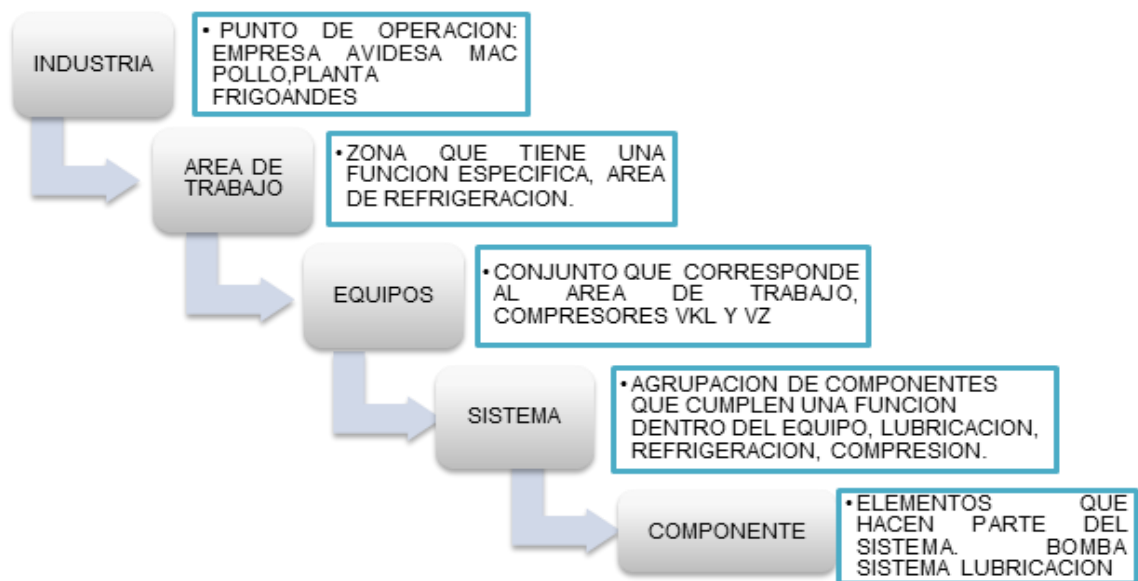 INDUSTRIA
• PUNTO DE OPERACION:
EMPRESA AVIDESA MAC
POLLO,PLANTA
FRIGOANDES
AREA DE
TRABAJO
•ZONA QUE TIENE UNA
FUNCION ESPECIFICA, AREA
DE REFRIGERACION.
EQUIPOS
•CONJUNTO QUE CORRESPONDE
AL AREA DE TRABAJO,
COMPRESORES VKL Y VZ
SISTEMA
•AGRUPACION DE COMPONENTES
QUE CUMPLEN UNA FUNCION
DENTRO DEL EQUIPO, LUBRICACION,
REFRIGERACION, COMPRESION.
COMPONENTE
•ELEMENTOS QUE
HACEN PARTE DEL
SISTEMA. BOMBA
SISTEMA LUBRICACION